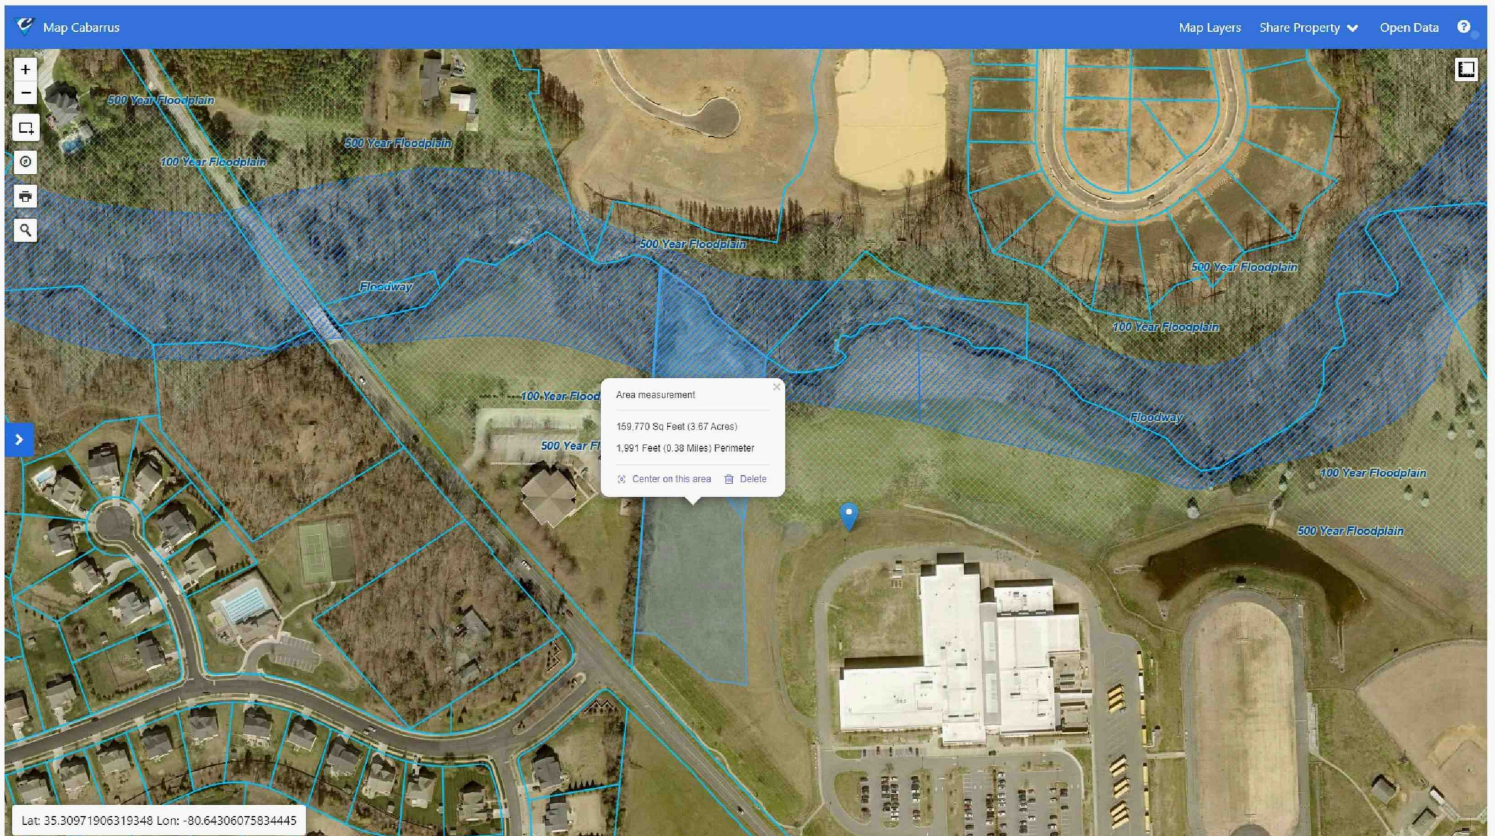 Map Cabarrus
Map Layers Share Property Open Data ?
500 Year Floodplain
500 Year Floodplain
100 Year Floodplain
500 Year Floodplain
500 Year Floodplain
Floodway
100 Year Floodplain
Area measurement
100 Year Flood
159,770 Sq Feet (3.67 Acres)
Floodway
500 Year Fl
1,991 Feet (0.38 Miles) Perimeter
100 Year Floodplain
Center on this area Delete
500 Year Floodplain
Lat: 35.30971906319348 Lon: -80.64306075834445